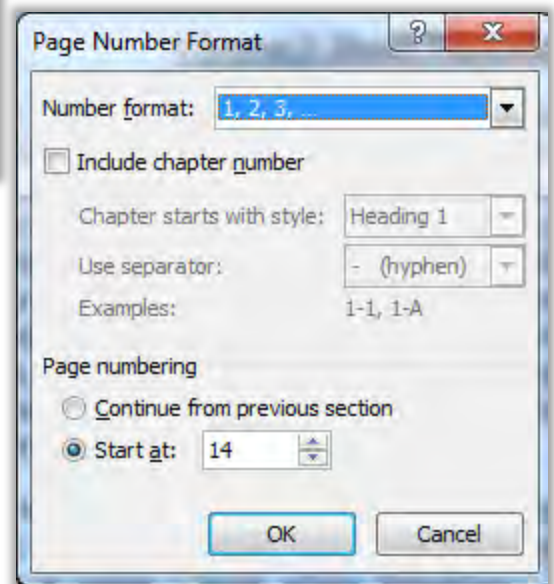 Page Number Format
Number format: 1, 2, 3, ...
Include chapter number
Chapter starts with style: Heading 1
Use separator: - (hyphen)
Examples: 1-1, 1-A
Page numbering
Continue from previous section
Start at: 14
OK Cancel